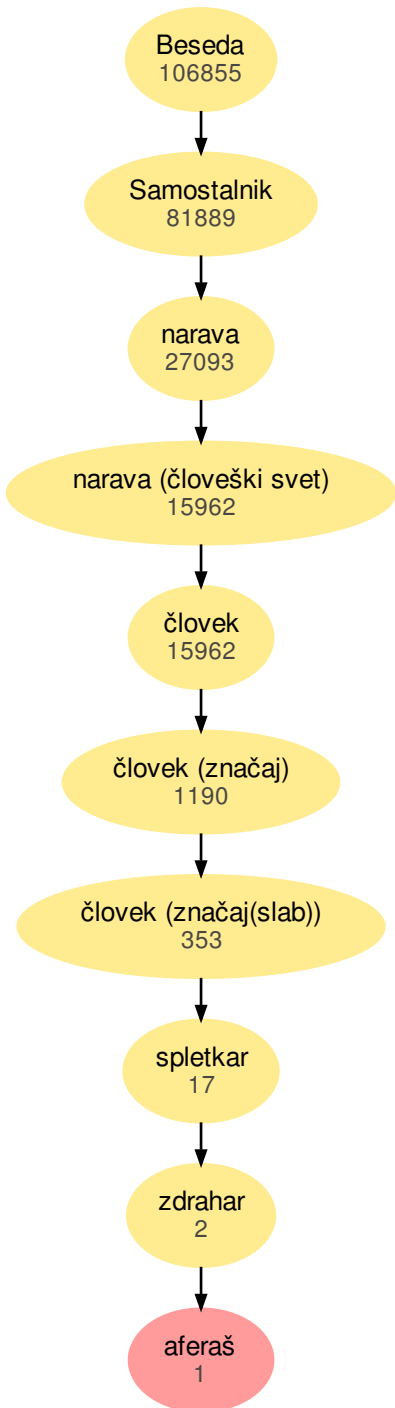 Beseda
106855
Samostalnik
81889
narava
27093
narava (človeški svet)
15962
človek
15962
človek (značaj)
1190
človek (značaj(slab))
353
spletkar
17
zdrahar
2
aferaš
1